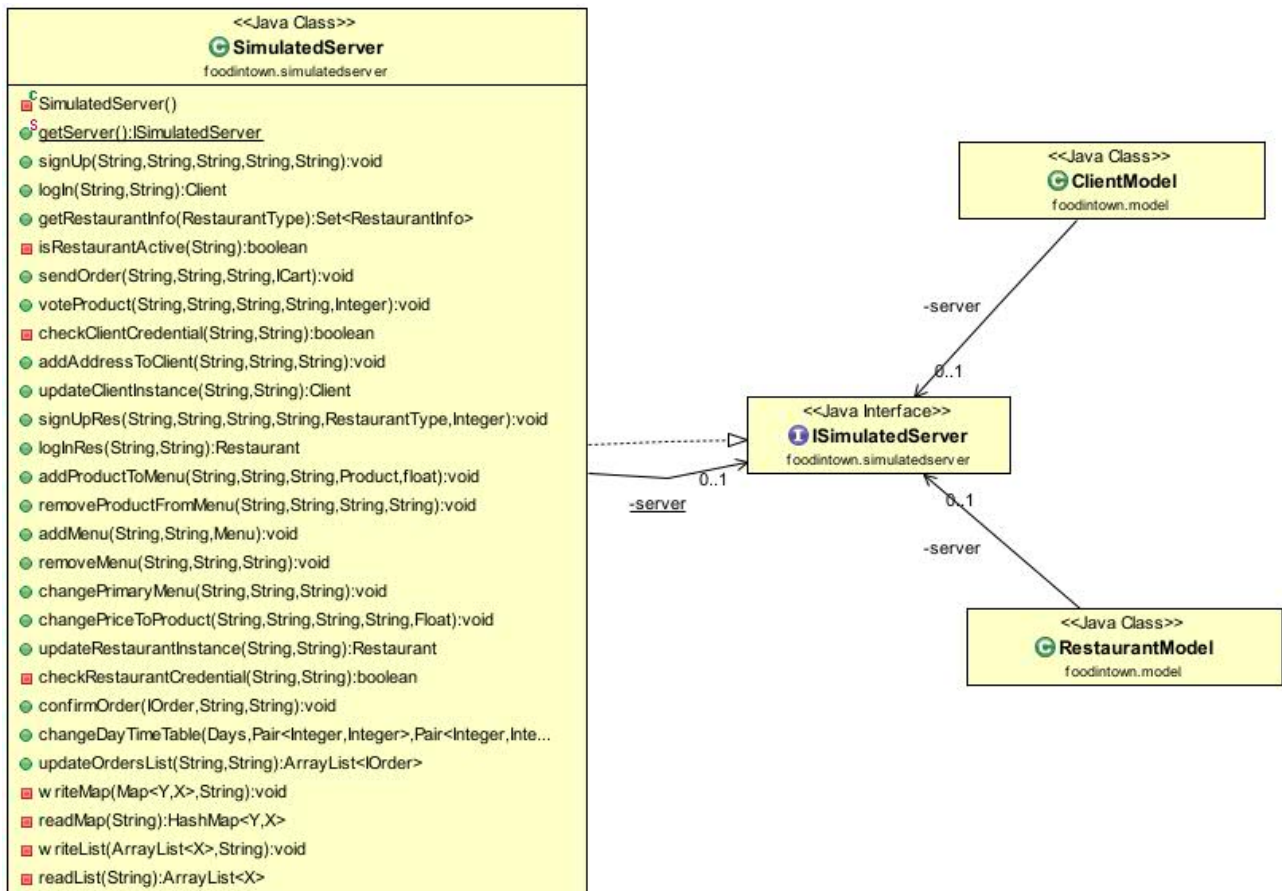 <<Java Class>>
SimulatedServer
foodintown.simulatedserver
SimulatedServer()
getServer():ISimulatedServer
signUp(String,String,String,String,String):void
logIn(String,String):Client
getRestaurantInfo(RestaurantType):Set<RestaurantInfo>
isRestaurantActive(String):boolean
sendOrder(String,String,String,ICart):void
voteProduct(String,String,String,String,Integer):void
checkClientCredential(String,String):boolean
addAddressToClient(String,String,String):void
updateClientInstance(String,String):Client
signUpRes(String,String,String,String,RestaurantType,Integer):void
logInRes(String,String):Restaurant
addProductToMenu(String,String,String,Product,float):void
removeProductFromMenu(String,String,String,String):void
addMenu(String,String,Menu):void
removeMenu(String,String,String):void
changePrimaryMenu(String,String,String):void
changePriceToProduct(String,String,String,String,Float):void
updateRestaurantInstance(String,String):Restaurant
checkRestaurantCredential(String,String):boolean
confirmOrder(IOrder,String,String):void
changeDayTimeTable(Days,Pair<Integer,Integer>,Pair<Integer,Inte...
updateOrdersList(String,String):ArrayList<IOrder>
writeMap(Map<Y,X>,String):void
readMap(String):HashMap<Y,X>
writeList(ArrayList<X>,String):void
readList(String):ArrayList<X>
<<Java Class>>
ClientModel
foodintown.model
-server
0..1
<<Java Interface>>
ISimulatedServer
foodintown.simulatedserver
0..1
-server
0..1
-server
<<Java Class>>
RestaurantModel
foodintown.model